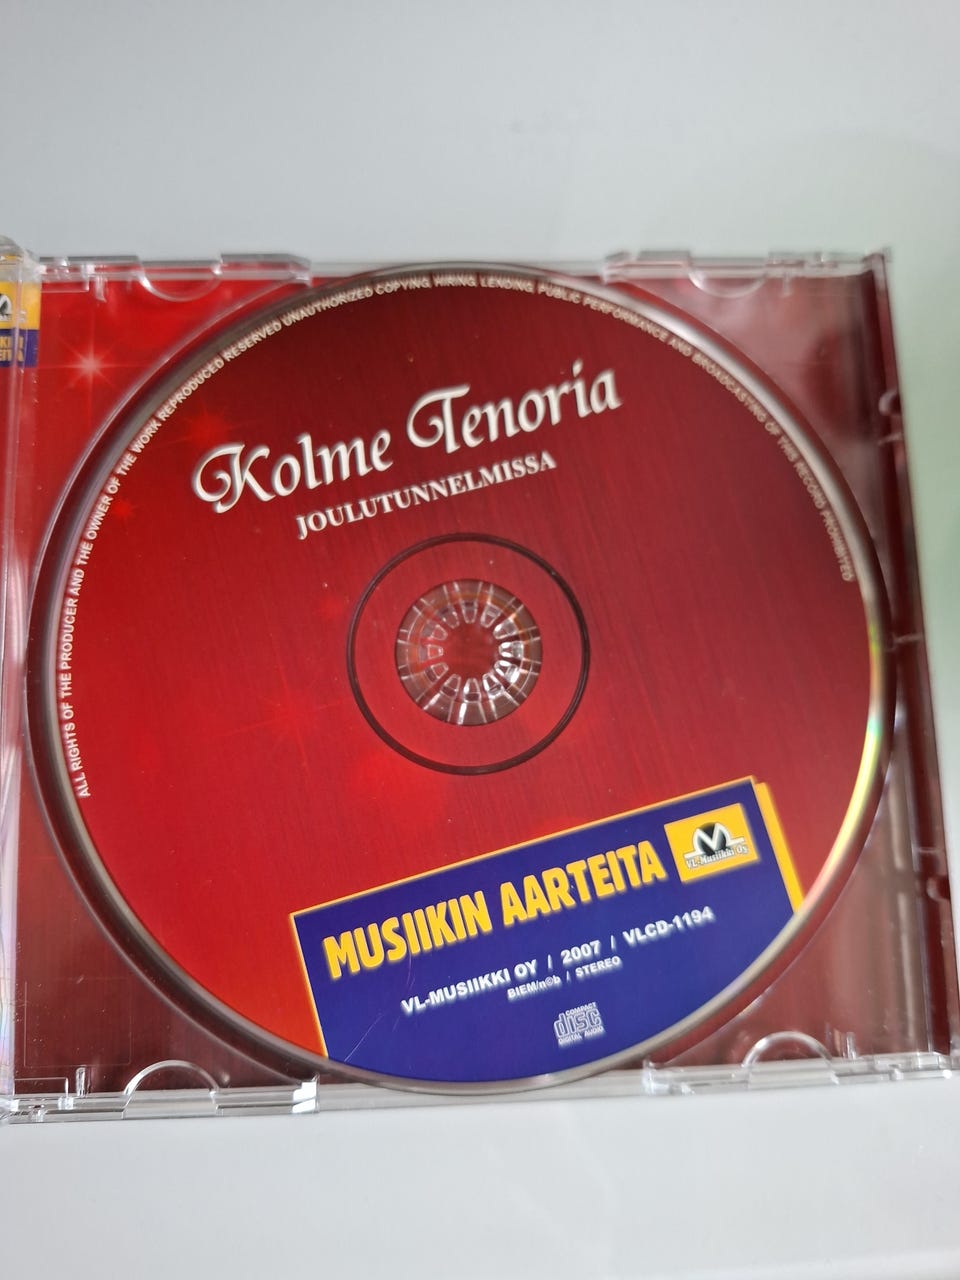 ALL RIGHTS OF THE PRODUCER AND THE OWNER OF THE WORK REPRODUCED RESERVED UNAUTHORIZED COPYING HIRING LENDING PUBLIC PERFORMANCE AND BROADCASTING OF THIS RECORD PROHIBITED
Kolme Tenoria
JOULUTUNNELMISSA
MUSIIKIN AARTEITA
VL-Musiikki Oy
VL-MUSIIKKI OY / 2007 / VLCD-1194
BIEM/n©b / STEREO
COMPACT
disc
DIGITAL AUDIO